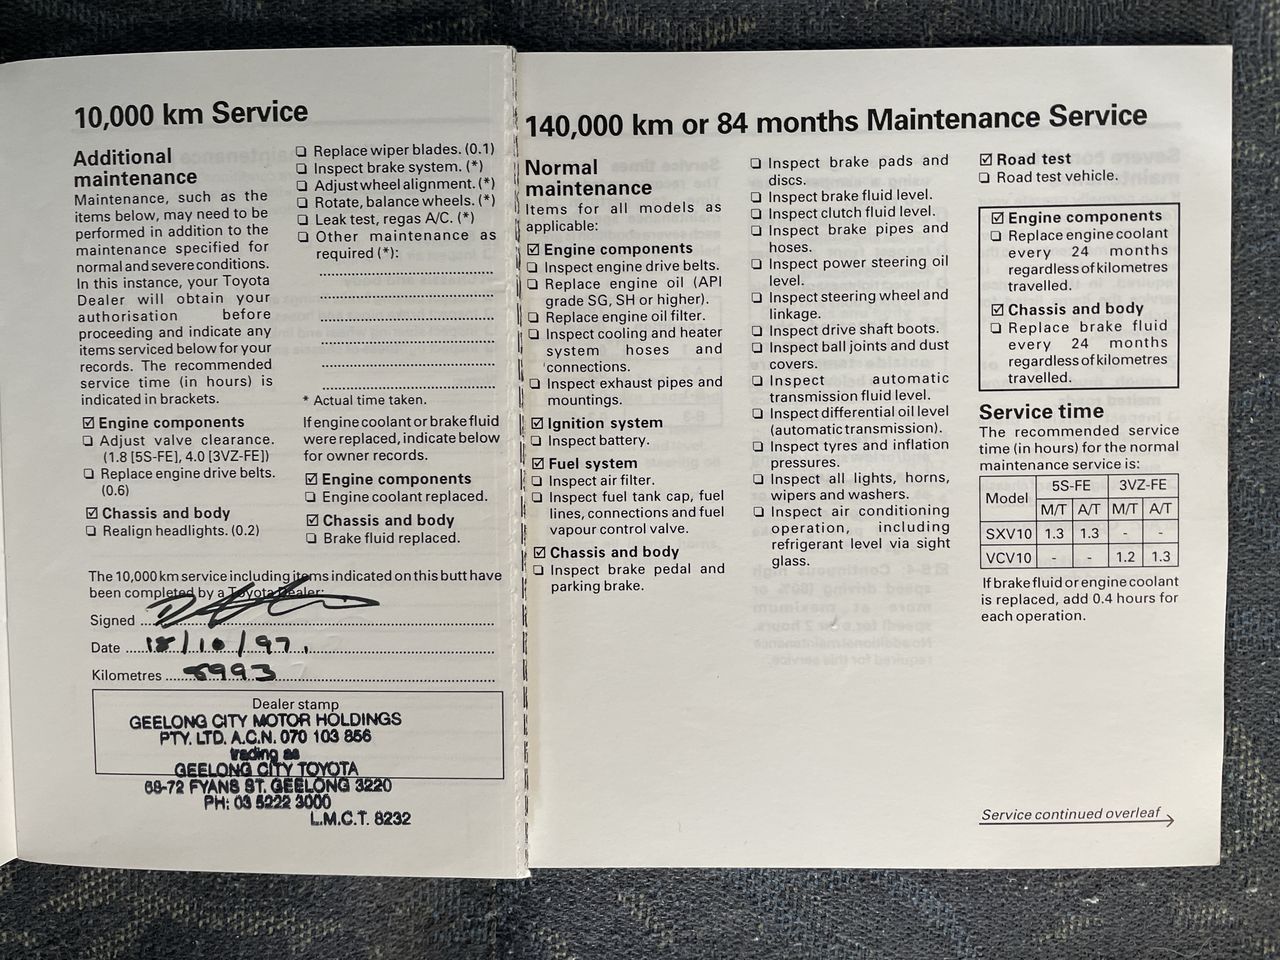 10,000 km Service
Additional
maintenance
Maintenance, such as the
items below, may need to be
performed in addition to the
maintenance specified for
normal and severe conditions.
In this instance, your Toyota
Dealer will obtain your
authorisation before
proceeding and indicate any
items serviced below for your
records. The recommended
service time (in hours) is
indicated in brackets.
☑ Engine components
❏ Adjust valve clearance.
(1.8 [5S-FE], 4.0 [3VZ-FE])
❏ Replace engine drive belts.
(0.6)
☑ Chassis and body
❏ Realign headlights. (0.2)
❏ Replace wiper blades. (0.1)
❏ Inspect brake system. (*)
❏ Adjust wheel alignment. (*)
❏ Rotate, balance wheels. (*)
❏ Leak test, regas A/C. (*)
❏ Other maintenance as
required (*):
* Actual time taken.
If engine coolant or brake fluid
were replaced, indicate below
for owner records.
☑ Engine components
❏ Engine coolant replaced.
☑ Chassis and body
❏ Brake fluid replaced.
The 10,000 km service including items indicated on this butt have
been completed by a Toyota Dealer:
Signed
Date 18/10/97.
Kilometres 8993
Dealer stamp
GEELONG CITY MOTOR HOLDINGS
PTY. LTD. A.C.N. 070 103 856
trading as
GEELONG CITY TOYOTA
68-72 FYANS ST. GEELONG 3220
PH: 03 5222 3000
L.M.C.T. 8232
140,000 km or 84 months Maintenance Service
Normal
maintenance
Items for all models as
applicable:
☑ Engine components
❏ Inspect engine drive belts.
❏ Replace engine oil (API
grade SG, SH or higher).
❏ Replace engine oil filter.
❏ Inspect cooling and heater
system hoses and
connections.
❏ Inspect exhaust pipes and
mountings.
☑ Ignition system
❏ Inspect battery.
☑ Fuel system
❏ Inspect air filter.
❏ Inspect fuel tank cap, fuel
lines, connections and fuel
vapour control valve.
☑ Chassis and body
❏ Inspect brake pedal and
parking brake.
❏ Inspect brake pads and
discs.
❏ Inspect brake fluid level.
❏ Inspect clutch fluid level.
❏ Inspect brake pipes and
hoses.
❏ Inspect power steering oil
level.
❏ Inspect steering wheel and
linkage.
❏ Inspect drive shaft boots.
❏ Inspect ball joints and dust
covers.
❏ Inspect automatic
transmission fluid level.
❏ Inspect differential oil level
(automatic transmission).
❏ Inspect tyres and inflation
pressures.
❏ Inspect all lights, horns,
wipers and washers.
❏ Inspect air conditioning
operation, including
refrigerant level via sight
glass.
☑ Road test
❏ Road test vehicle.
☑ Engine components
❏ Replace engine coolant
every 24 months
regardless of kilometres
travelled.
☑ Chassis and body
❏ Replace brake fluid
every 24 months
regardless of kilometres
travelled.
Service time
The recommended service
time (in hours) for the normal
maintenance service is:
Model 5S-FE 3VZ-FE
M/T A/T M/T A/T
SXV10 1.3 1.3 - -
VCV10 - - 1.2 1.3
If brake fluid or engine coolant
is replaced, add 0.4 hours for
each operation.
Service continued overleaf